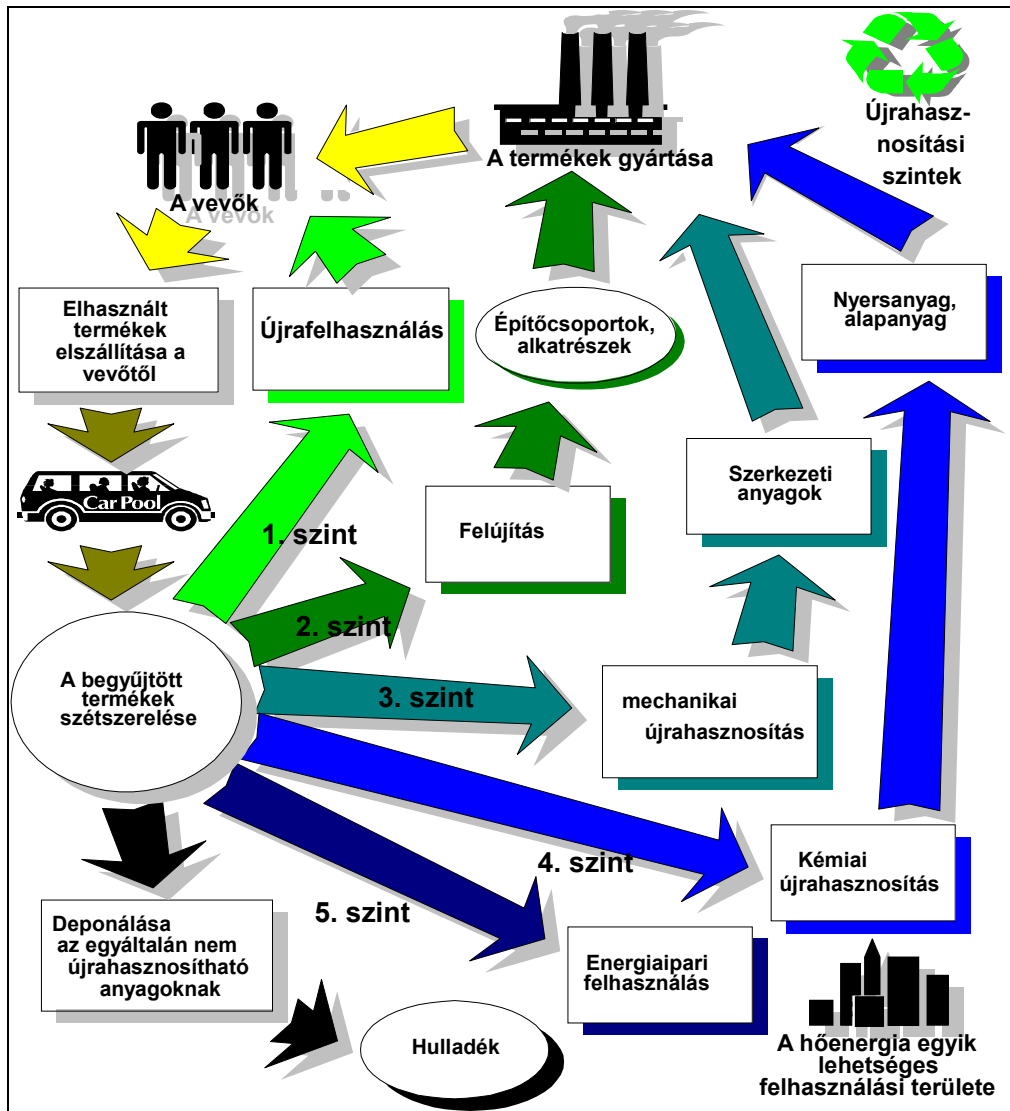 Újrahasz-
nosítási
szintek
A termékek gyártása
A vevők
A vevők
Elhasznált
termékek
elszállítása a
vevőtől
Újrafelhasználás
Építőcsoportok,
alkatrészek
Nyersanyag,
alapanyag
Szerkezeti
anyagok
Car Pool
1. szint
Felújítás
2. szint
A begyűjtött
termékek
szétszerelése
3. szint
mechanikai
újrahasznosítás
4. szint
Kémiai
újrahasznosítás
5. szint
Deponálása
az egyáltalán nem
újrahasznosítható
anyagoknak
Energiaipari
felhasználás
Hulladék
A hőenergia egyik
lehetséges
felhasználási területe